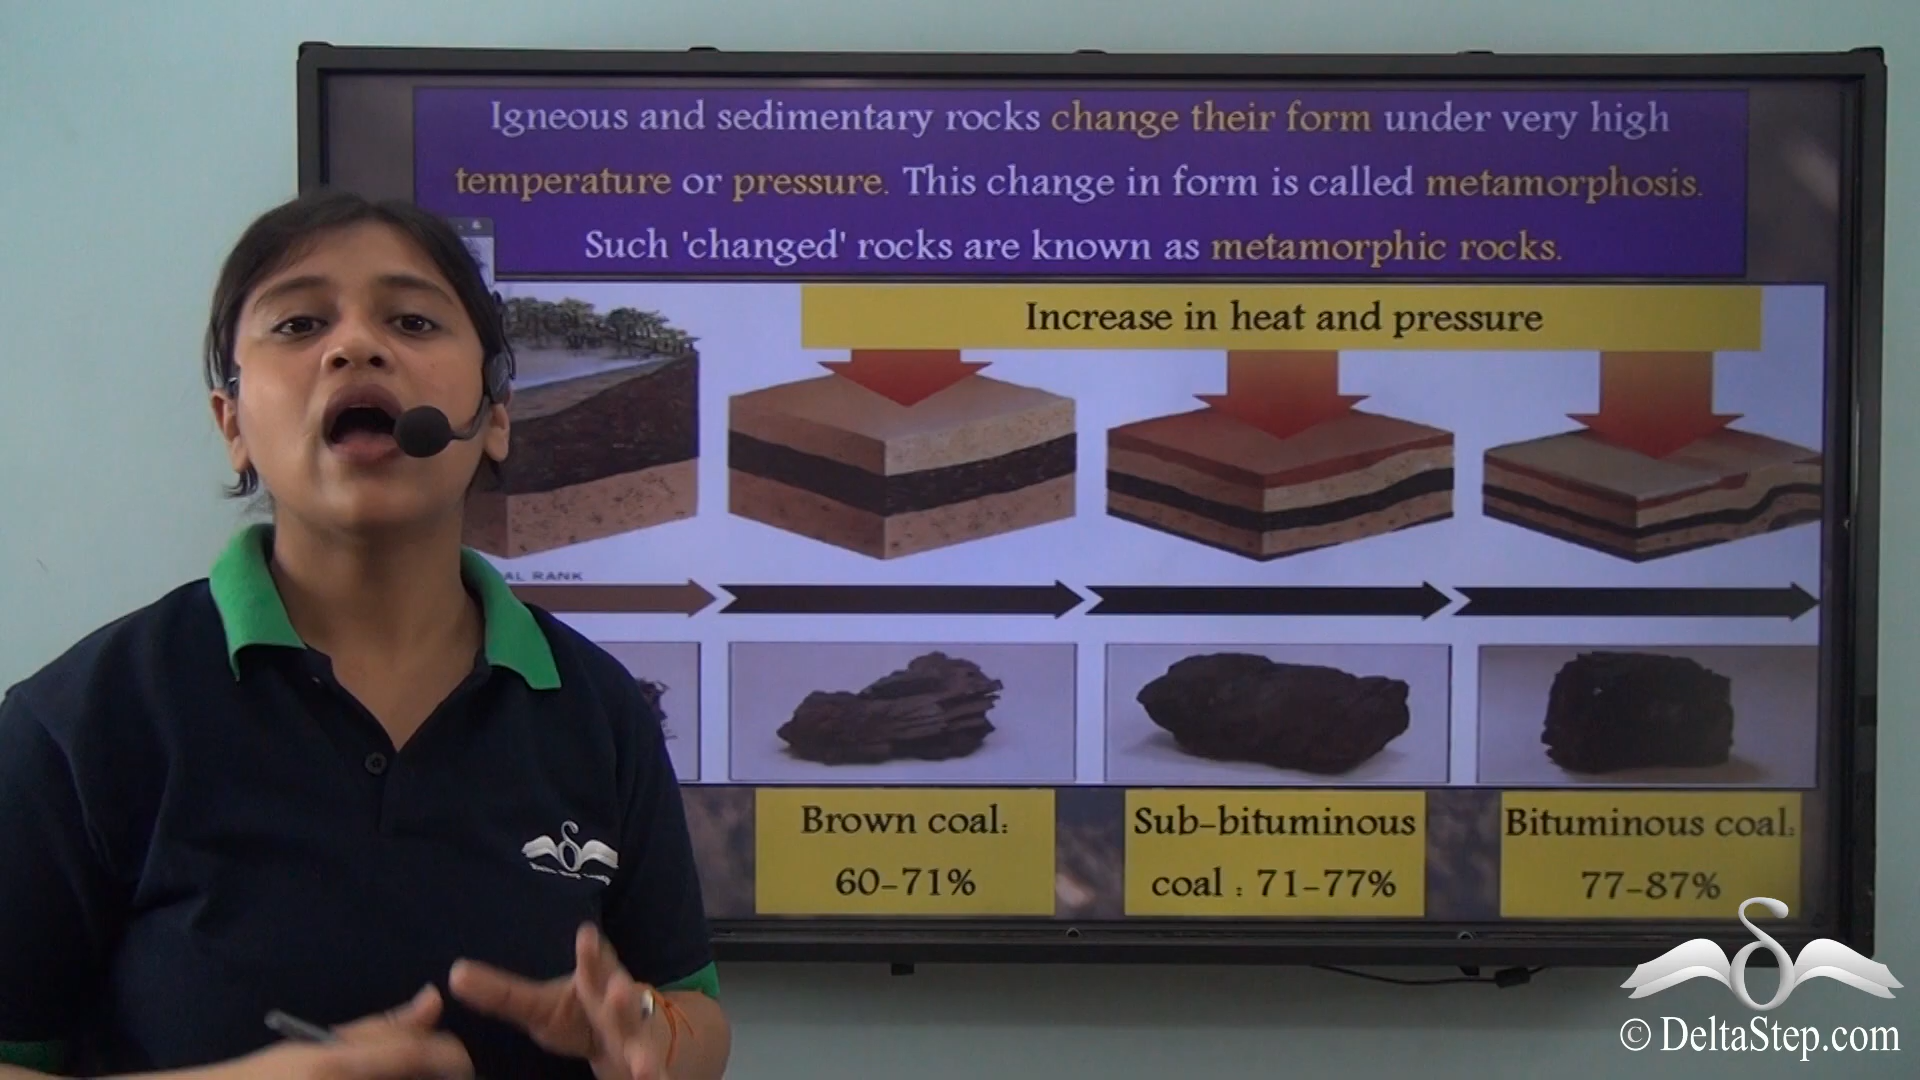 Igneous and sedimentary rocks change their form under very high
temperature or pressure. This change in form is called metamorphosis.
Such 'changed' rocks are known as metamorphic rocks.
Increase in heat and pressure
AL RANK
Brown coal:
60-71%
Sub-bituminous
coal : 71-77%
Bituminous coal:
77-87%
© DeltaStep.com